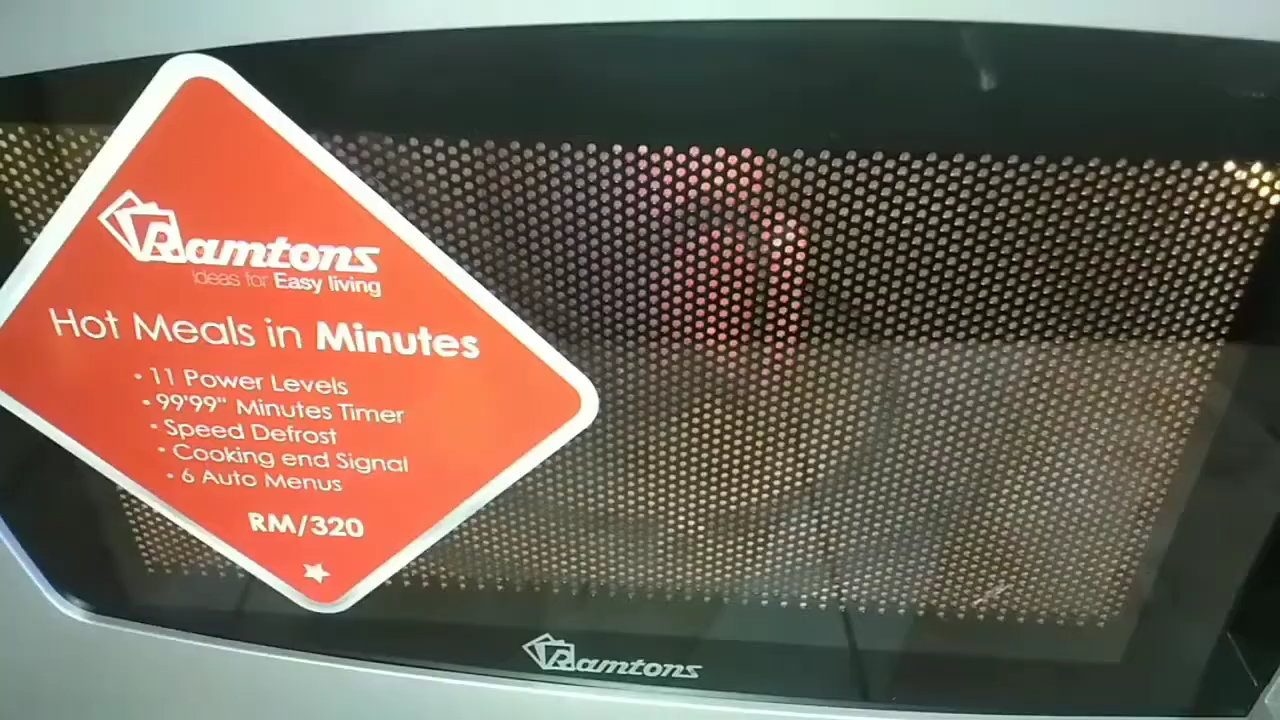 Ramtons
Ideas for Easy living
Hot Meals in Minutes
• 11 Power Levels
• 99'99" Minutes Timer
• Speed Defrost
• Cooking end Signal
• 6 Auto Menus
RM/320
Ramtons